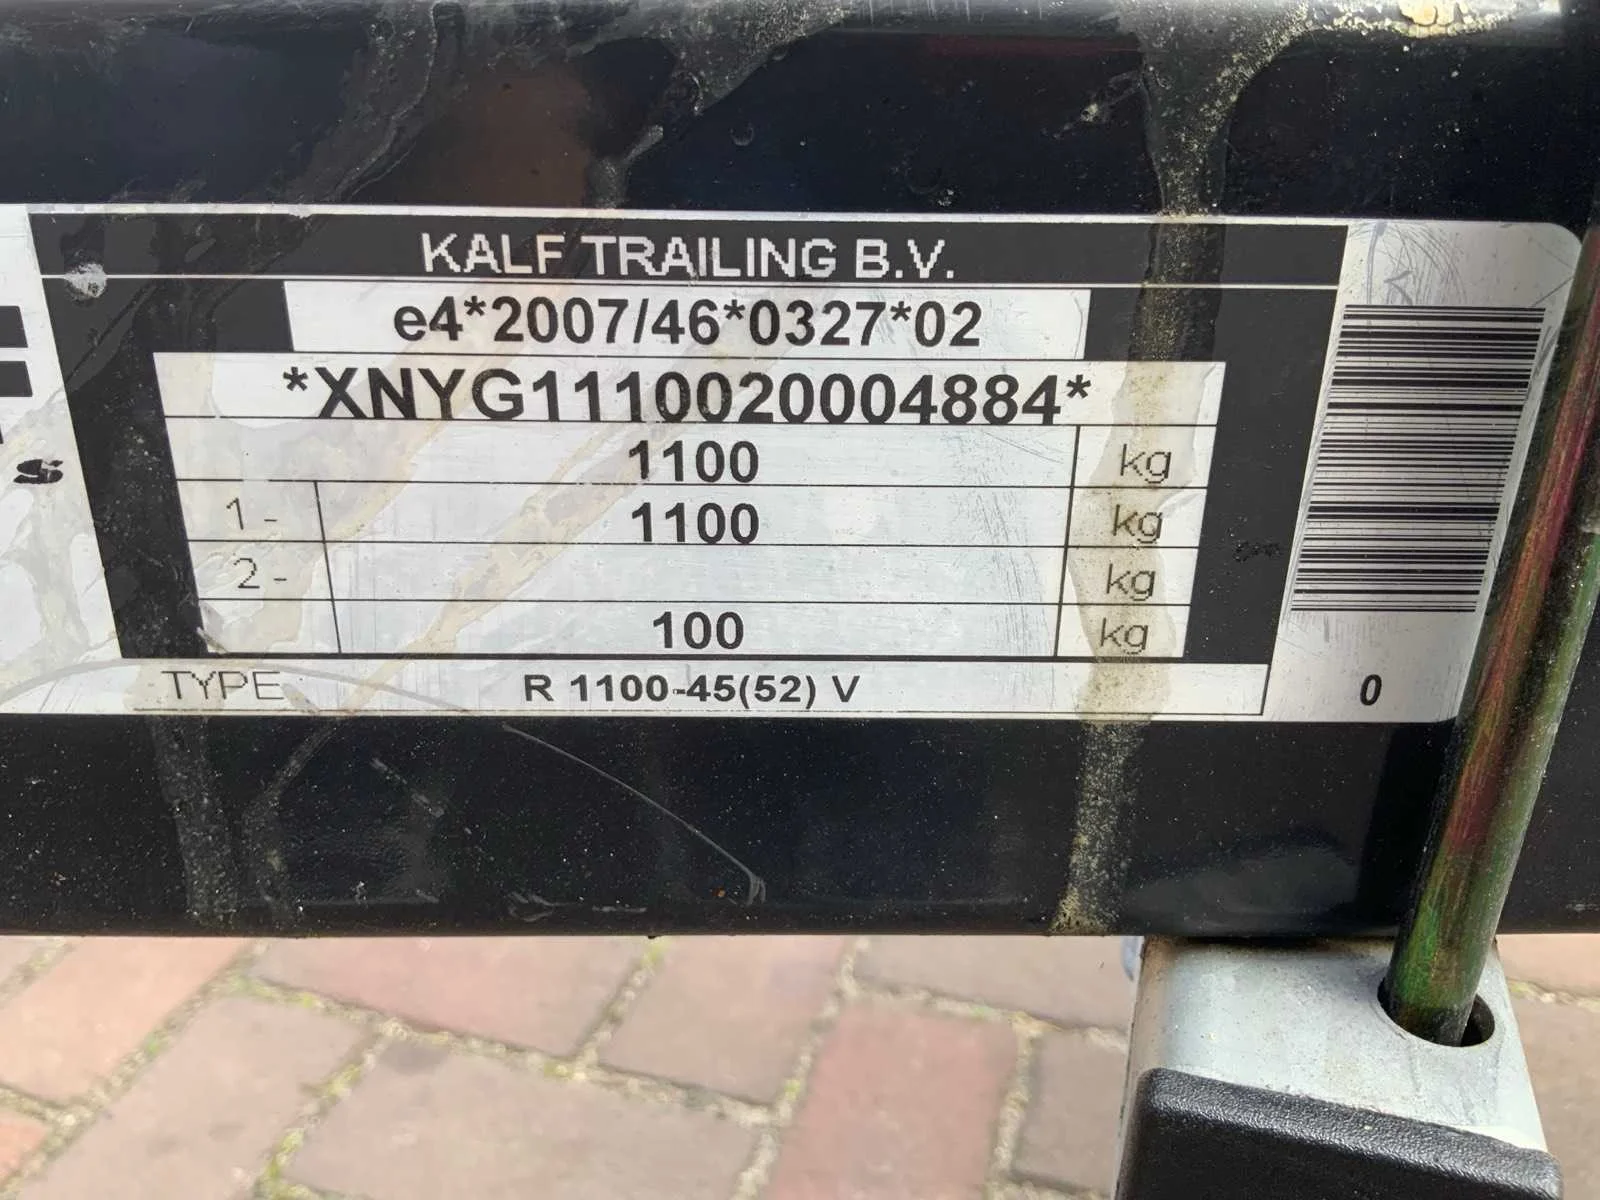 KALF TRAILING B.V.
e4*2007/46*0327*02
*XNYG1110020004884*
1100 kg
1 - 1100 kg
2 - kg
100 kg
TYPE R 1100-45(52) V
0